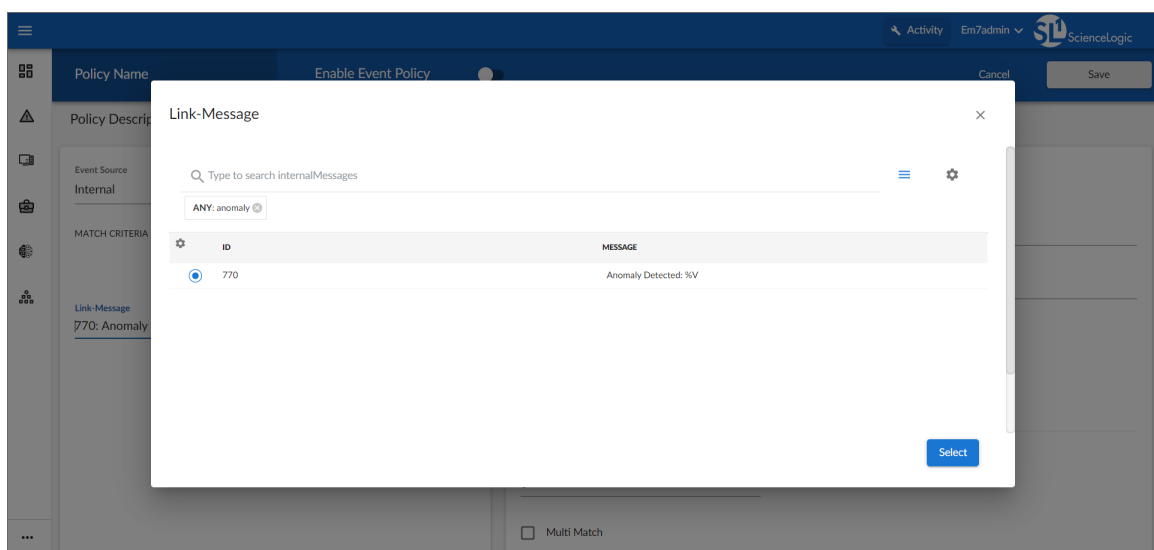 Activity Em7admin ScienceLogic
Policy Name Enable Event Policy Cancel Save
Policy Descrip
Link-Message
Event Source
Internal
Type to search internalMessages
ANY: anomaly
MATCH CRITERIA
ID MESSAGE
770 Anomaly Detected: %V
Link-Message
770: Anomaly
Select
Multi Match